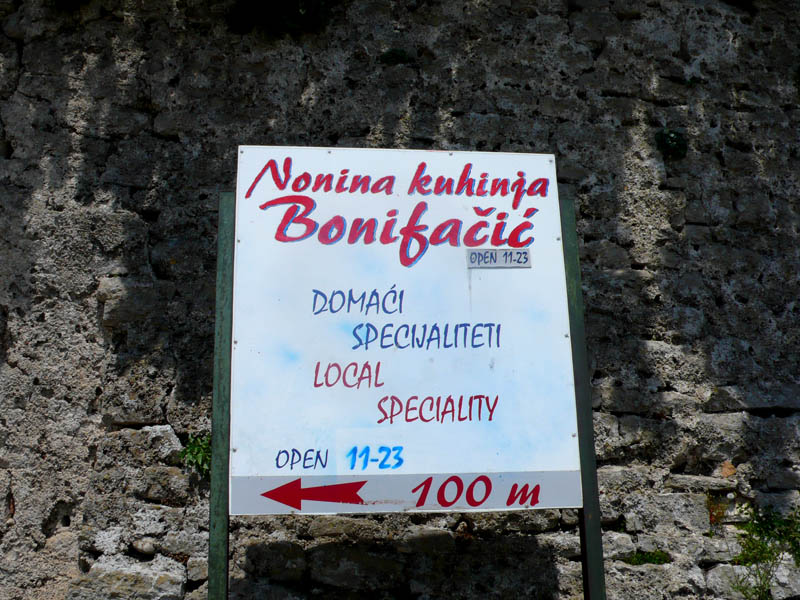 Nonina kuhinja
Bonifačić
OPEN 11-23
DOMAĆI
SPECIJALITETI
LOCAL
SPECIALITY
OPEN 11-23
100 m